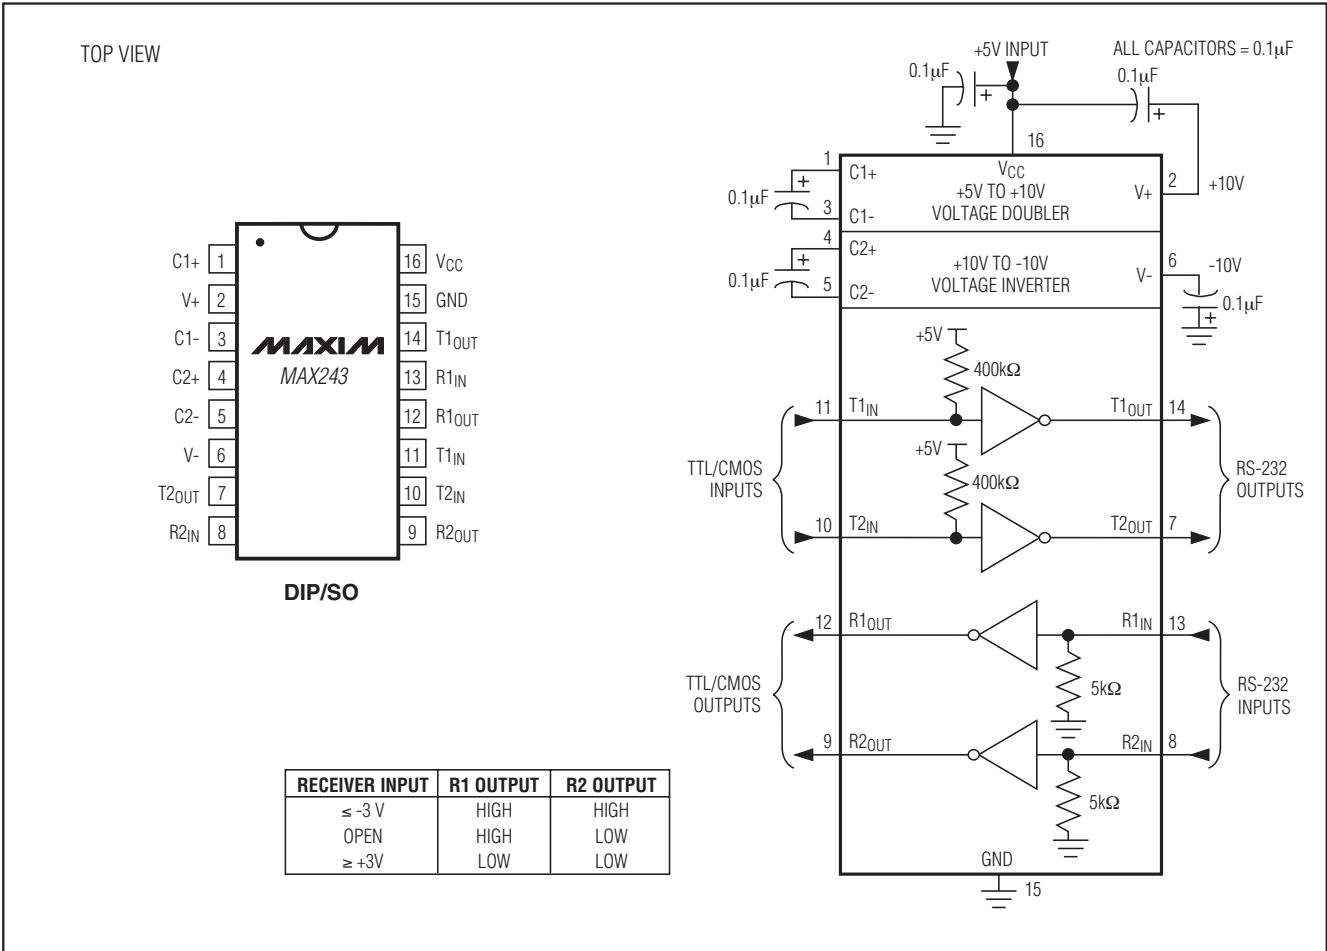 TOP VIEW
C1+ 1
V+ 2
C1- 3
C2+ 4
C2- 5
V- 6
T2OUT 7
R2IN 8
16 VCC
15 GND
14 T1OUT
13 R1IN
12 R1OUT
11 T1IN
10 T2IN
9 R2OUT
MAXIM
MAX243
DIP/SO
RECEIVER INPUT R1 OUTPUT R2 OUTPUT
≤ -3 V HIGH HIGH
OPEN HIGH LOW
≥ +3V LOW LOW
+5V INPUT
ALL CAPACITORS = 0.1µF
0.1µF
+
0.1µF
+
16
VCC
1
C1+
0.1µF
+
3
C1-
+5V TO +10V
VOLTAGE DOUBLER
V+
2
+10V
4
C2+
0.1µF
+
5
C2-
+10V TO -10V
VOLTAGE INVERTER
V-
6
-10V
0.1µF
+
+5V
400kΩ
11
T1IN
T1OUT
14
+5V
400kΩ
TTL/CMOS
INPUTS
RS-232
OUTPUTS
10
T2IN
T2OUT
7
12
R1OUT
R1IN
13
5kΩ
TTL/CMOS
OUTPUTS
RS-232
INPUTS
9
R2OUT
R2IN
8
5kΩ
GND
15